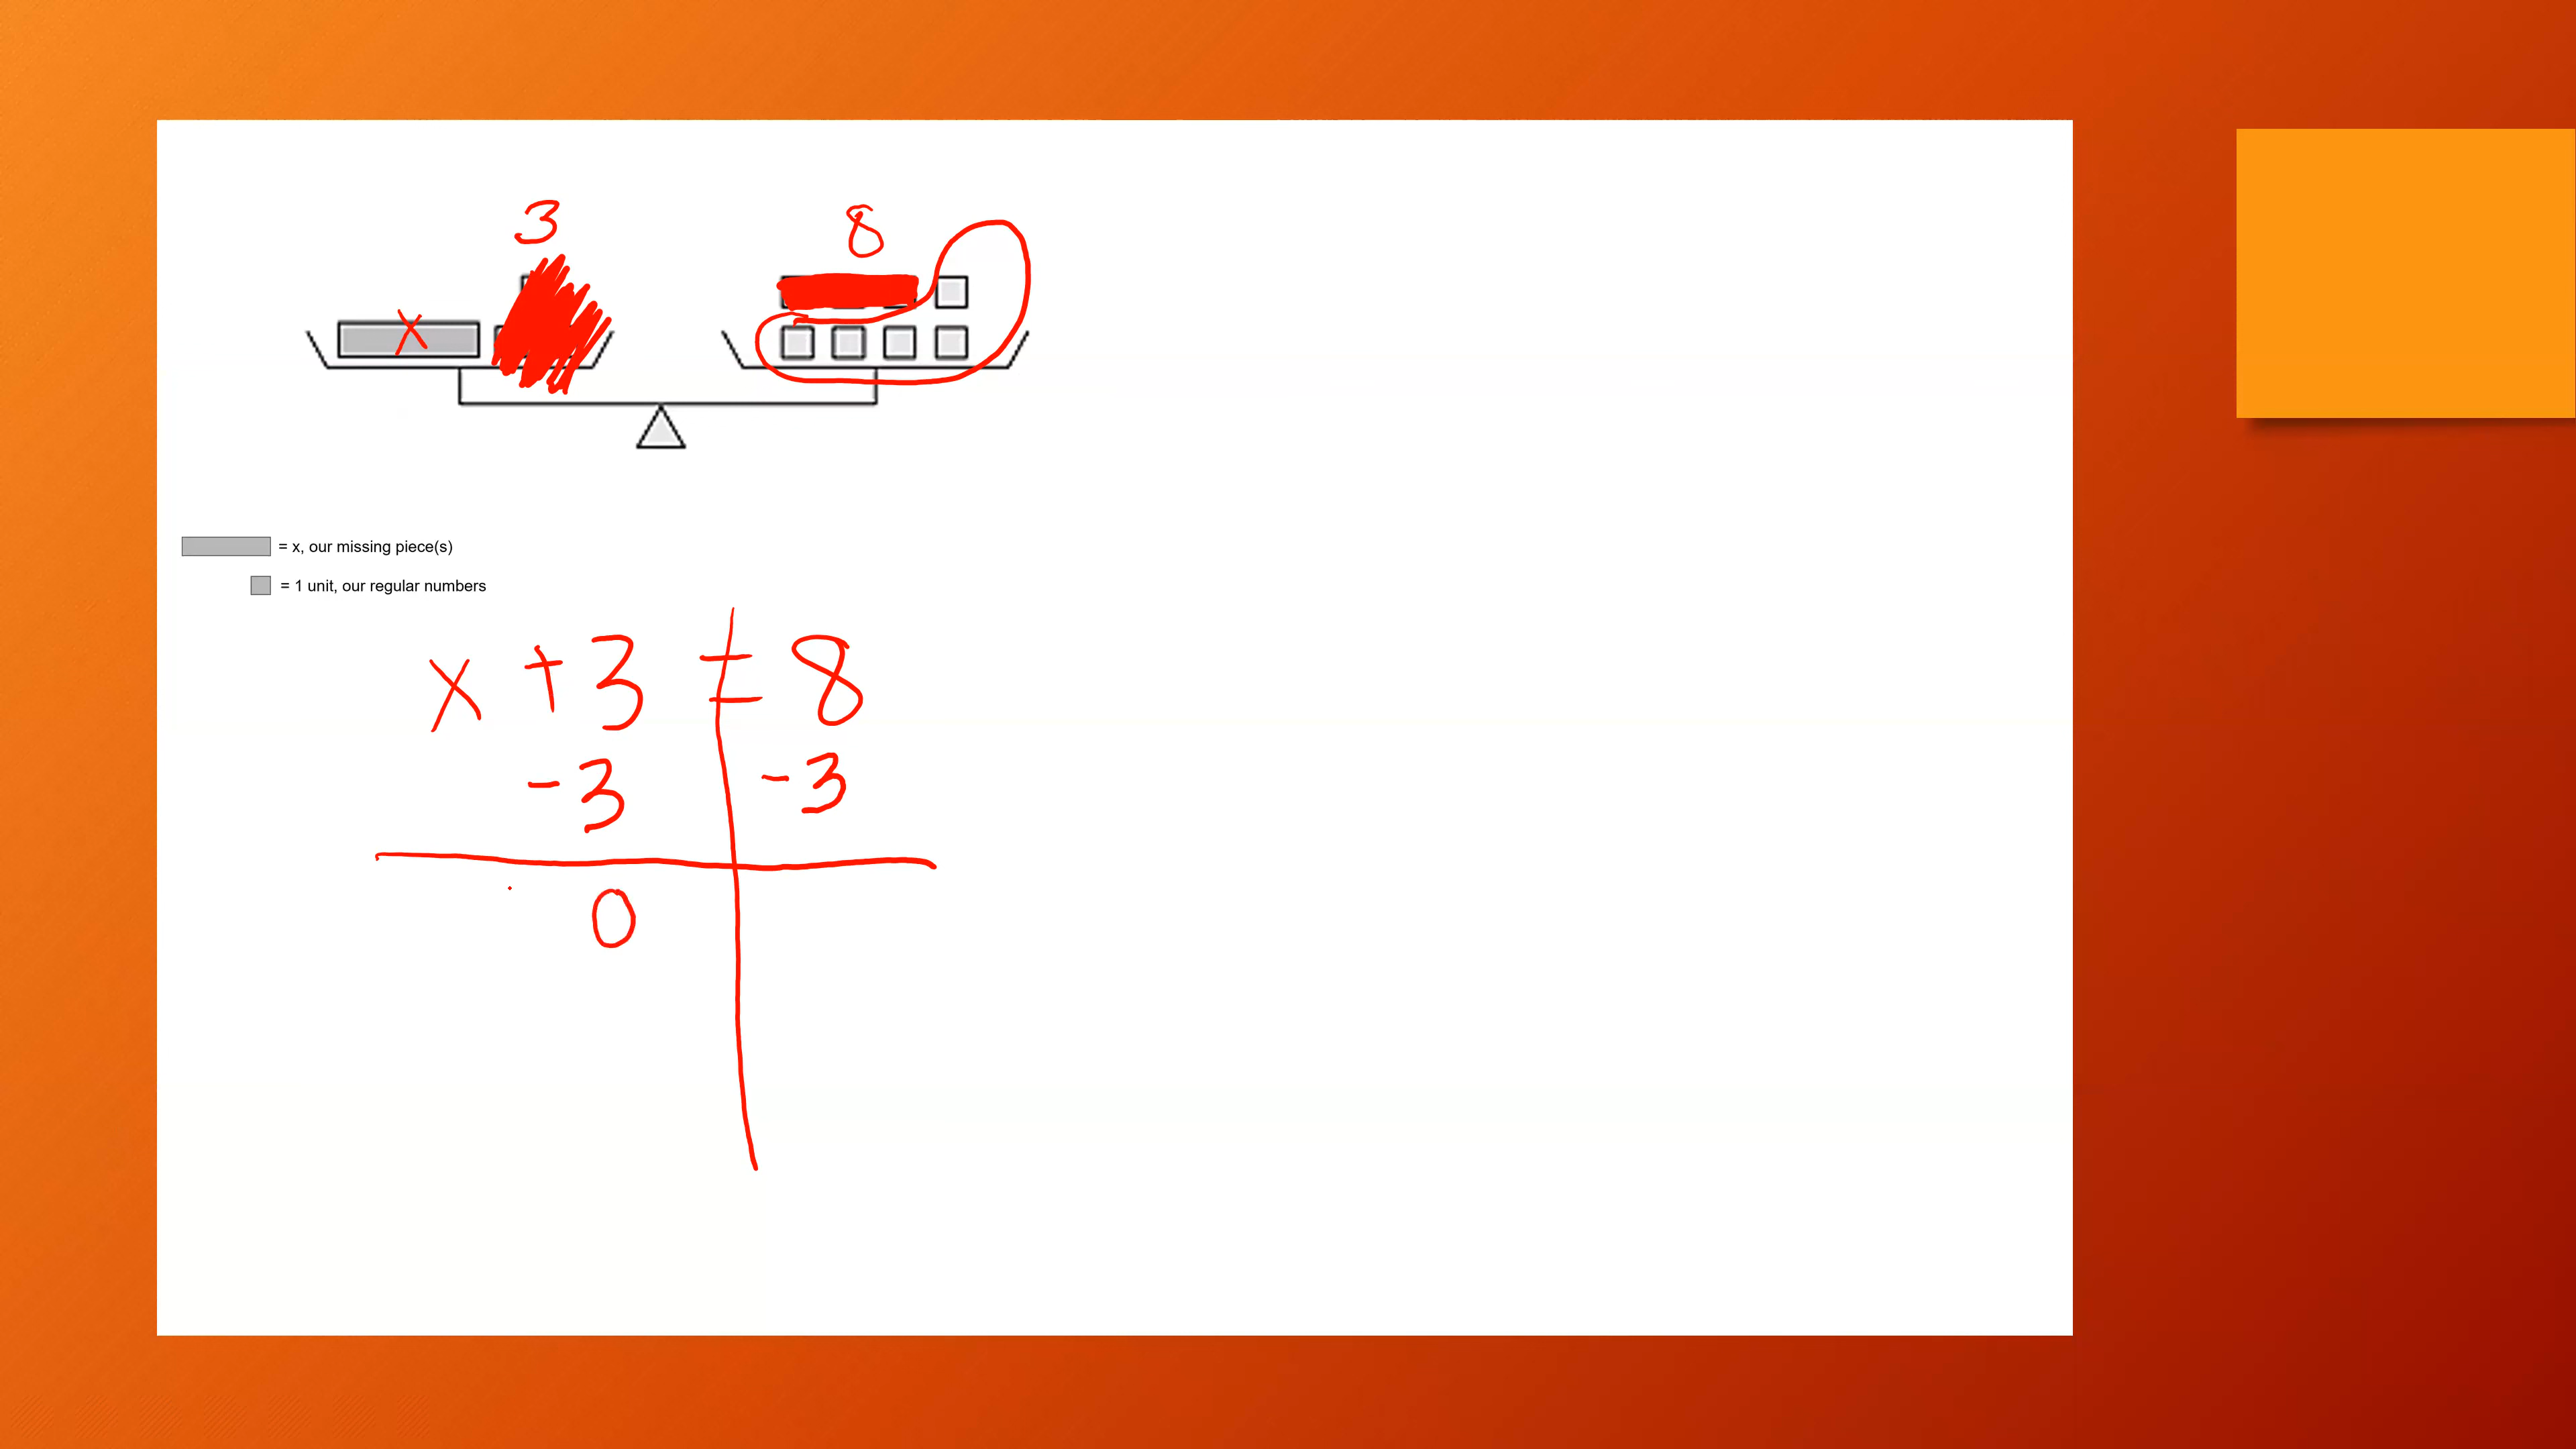 3 8
X
= x, our missing piece(s)
= 1 unit, our regular numbers
x + 3 = 8
- 3 - 3
0